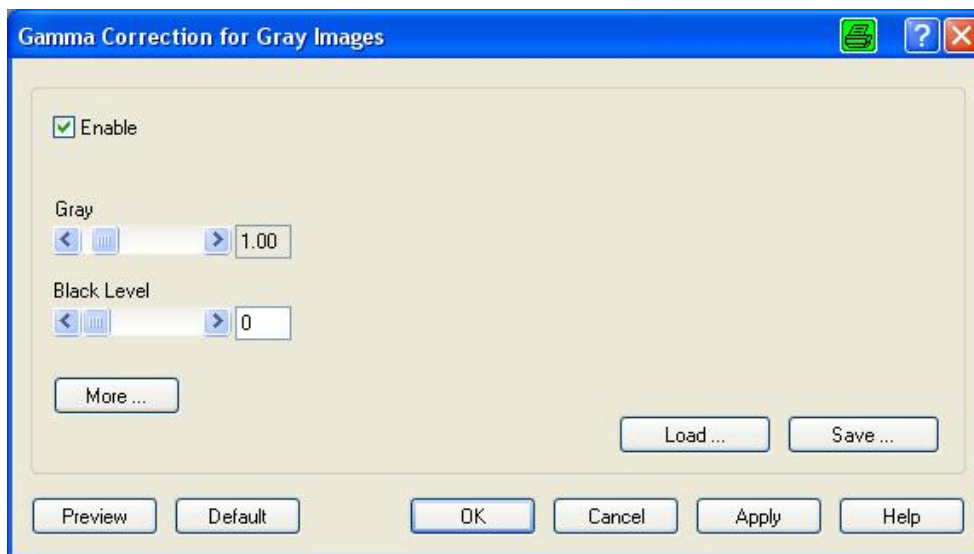 Gamma Correction for Gray Images
Enable
Gray
1.00
Black Level
0
More ...
Load ... Save ...
Preview Default OK Cancel Apply Help